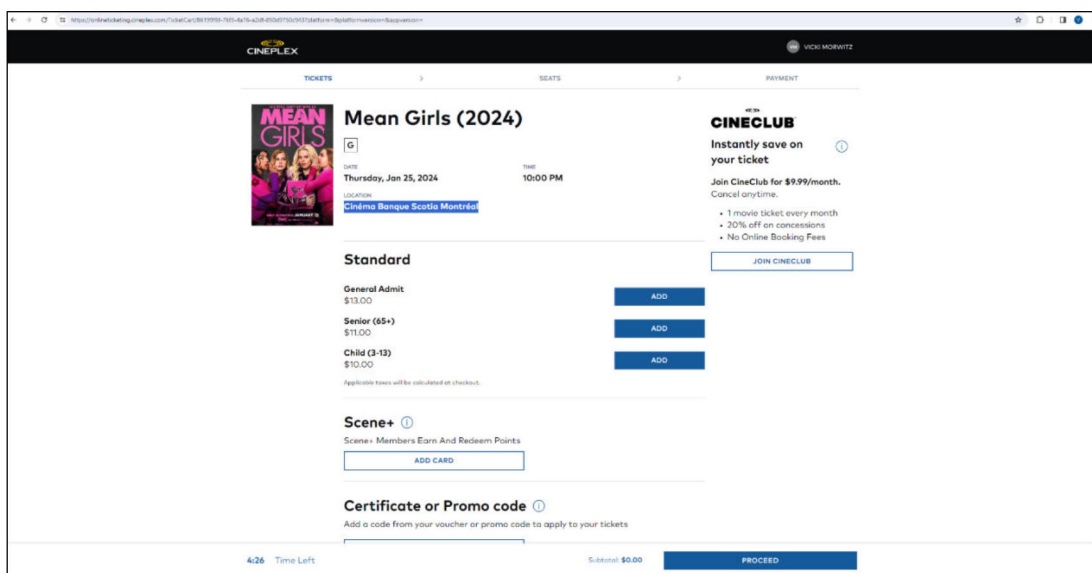 CINEPLEX
VICKI MORWITZ
TICKETS > SEATS > PAYMENT
MEAN
GIRLS
Mean Girls (2024)
G
DATE
Thursday, Jan 25, 2024
TIME
10:00 PM
LOCATION
Cinéma Banque Scotia Montréal
Standard
General Admit
$13.00
ADD
Senior (65+)
$11.00
ADD
Child (3-13)
$10.00
ADD
Applicable taxes will be calculated at checkout.
Scene+
Scene+ Members Earn And Redeem Points
ADD CARD
Certificate or Promo code
Add a code from your voucher or promo code to apply to your tickets
CINECLUB
Instantly save on
your ticket
Join CineClub for $9.99/month.
Cancel anytime.
• 1 movie ticket every month
• 20% off on concessions
• No Online Booking Fees
JOIN CINECLUB
4:26 Time Left
Subtotal: $0.00
PROCEED